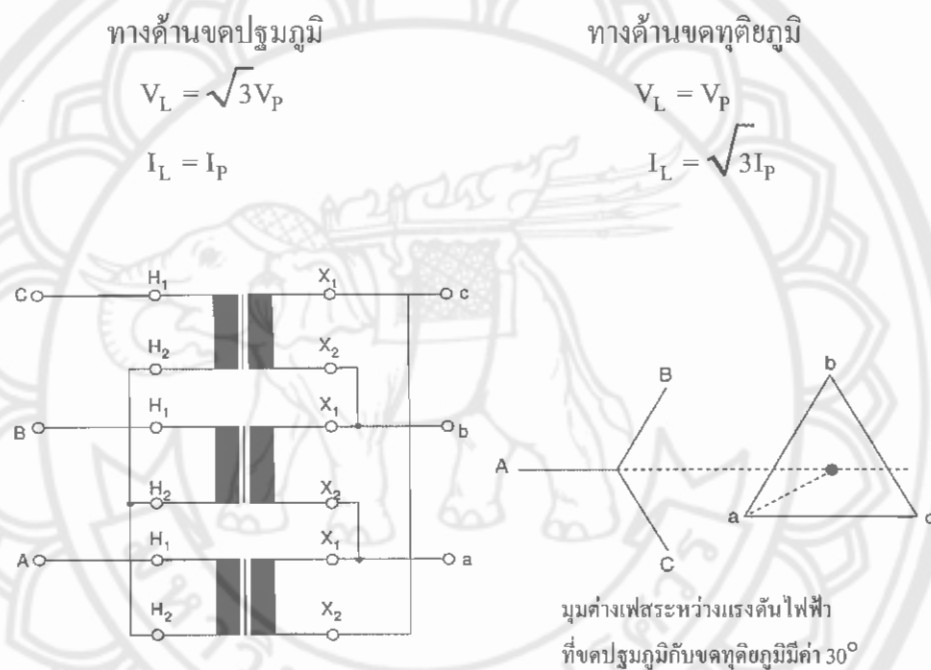 ทางด้านขดปฐมภูมิ
ทางด้านขดทุติยภูมิ
V_L = √3V_P
V_L = V_P
I_L = I_P
I_L = √3I_P
C H₁ X₁ c
H₂ X₂
B H₁ X₁ b
H₂ X₂
A H₁ X₁ a
H₂ X₂
B
A
C
b
a
c
มุมต่างเฟสระหว่างแรงดันไฟฟ้า
ที่ขดปฐมภูมิกับขดทุติยภูมิมีค่า 30°